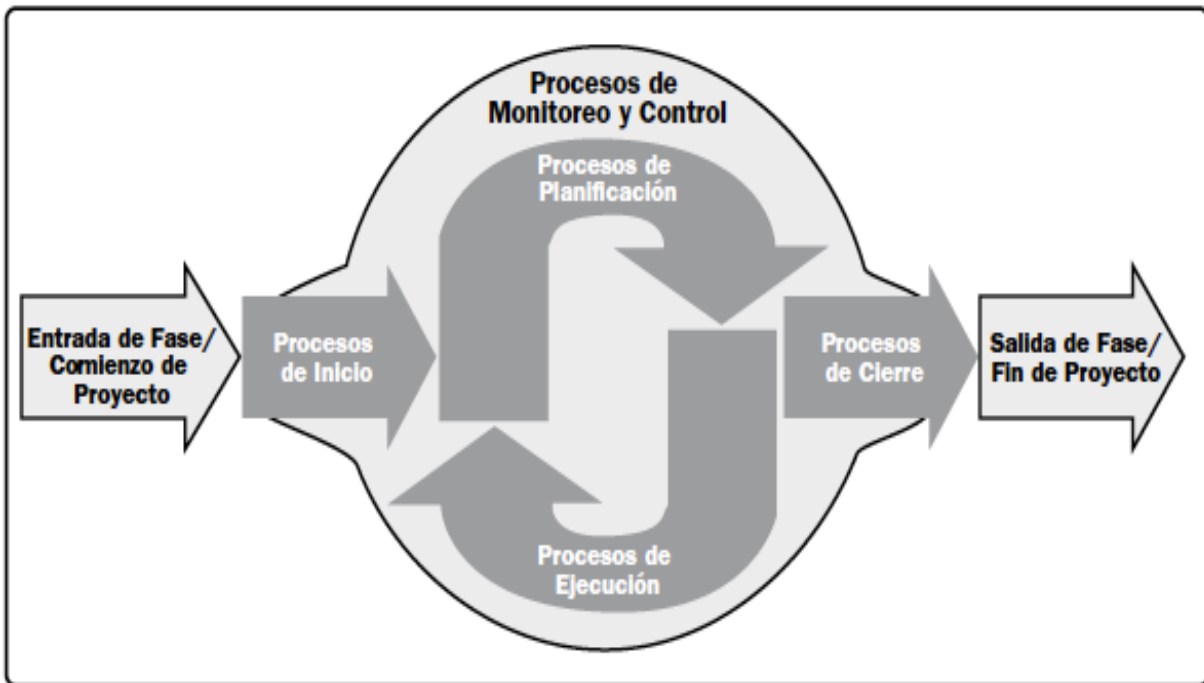 Procesos de
Monitoreo y Control
Procesos de
Planificación
Entrada de Fase/
Comienzo de
Proyecto
Procesos
de Inicio
Procesos
de Cierre
Salida de Fase/
Fin de Proyecto
Procesos de
Ejecución